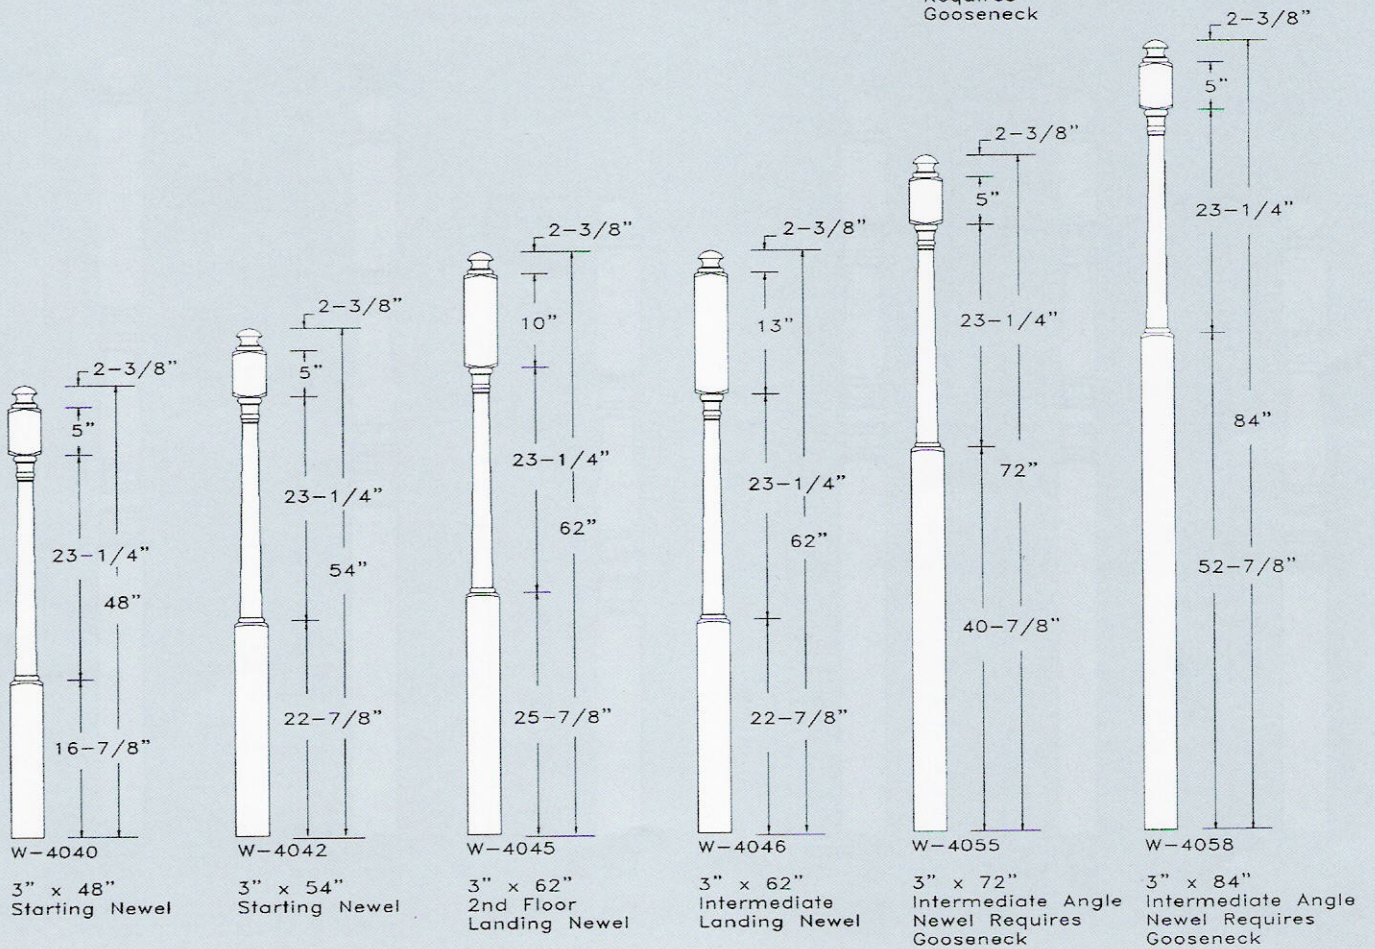 Requires
Gooseneck
2-3/8”
5”
23-1/4”
48”
16-7/8”
W-4040
3” x 48”
Starting Newel
2-3/8”
5”
23-1/4”
54”
22-7/8”
W-4042
3” x 54”
Starting Newel
2-3/8”
10”
23-1/4”
62”
25-7/8”
W-4045
3” x 62”
2nd Floor
Landing Newel
2-3/8”
13”
23-1/4”
62”
22-7/8”
W-4046
3” x 62”
Intermediate
Landing Newel
2-3/8”
5”
23-1/4”
72”
40-7/8”
W-4055
3” x 72”
Intermediate Angle
Newel Requires
Gooseneck
2-3/8”
5”
23-1/4”
84”
52-7/8”
W-4058
3” x 84”
Intermediate Angle
Newel Requires
Gooseneck